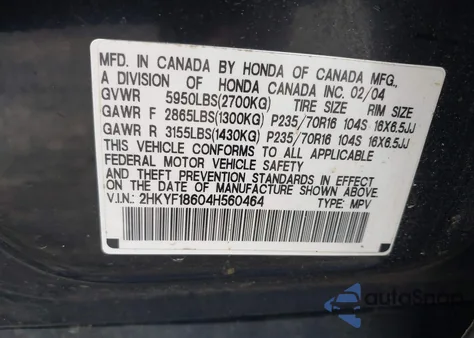 MFD. IN CANADA BY HONDA OF CANADA MFG.,
A DIVISION OF HONDA CANADA INC. 02/04
GVWR 5950LBS(2700KG) TIRE SIZE RIM SIZE
GAWR F 2865LBS(1300KG) P235/70R16 104S 16X6.5JJ
GAWR R 3155LBS(1430KG) P235/70R16 104S 16X6.5JJ
THIS VEHICLE CONFORMS TO ALL APPLICABLE
FEDERAL MOTOR VEHICLE SAFETY
AND THEFT PREVENTION STANDARDS IN EFFECT
ON THE DATE OF MANUFACTURE SHOWN ABOVE.
V.I.N.: 2HKYF18604H560464 TYPE: MPV